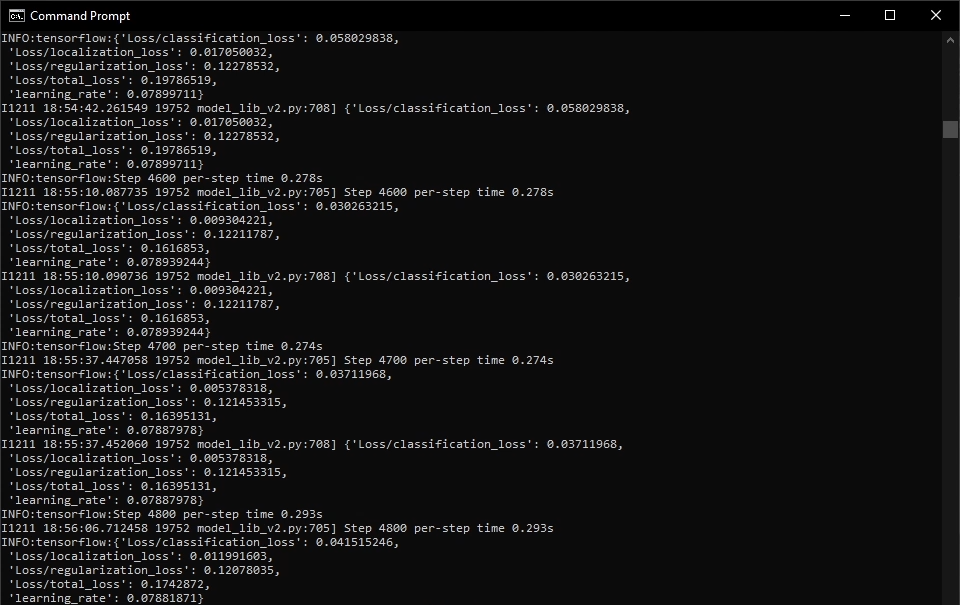 Command Prompt
INFO:tensorflow:{'Loss/classification_loss': 0.058029838,
 'Loss/localization_loss': 0.017050032,
 'Loss/regularization_loss': 0.12278532,
 'Loss/total_loss': 0.19786519,
 'learning_rate': 0.07899711}
I1211 18:54:42.261549 19752 model_lib_v2.py:708] {'Loss/classification_loss': 0.058029838,
 'Loss/localization_loss': 0.017050032,
 'Loss/regularization_loss': 0.12278532,
 'Loss/total_loss': 0.19786519,
 'learning_rate': 0.07899711}
INFO:tensorflow:Step 4600 per-step time 0.278s
I1211 18:55:10.087735 19752 model_lib_v2.py:705] Step 4600 per-step time 0.278s
INFO:tensorflow:{'Loss/classification_loss': 0.030263215,
 'Loss/localization_loss': 0.009304221,
 'Loss/regularization_loss': 0.12211787,
 'Loss/total_loss': 0.1616853,
 'learning_rate': 0.078939244}
I1211 18:55:10.090736 19752 model_lib_v2.py:708] {'Loss/classification_loss': 0.030263215,
 'Loss/localization_loss': 0.009304221,
 'Loss/regularization_loss': 0.12211787,
 'Loss/total_loss': 0.1616853,
 'learning_rate': 0.078939244}
INFO:tensorflow:Step 4700 per-step time 0.274s
I1211 18:55:37.447058 19752 model_lib_v2.py:705] Step 4700 per-step time 0.274s
INFO:tensorflow:{'Loss/classification_loss': 0.03711968,
 'Loss/localization_loss': 0.005378318,
 'Loss/regularization_loss': 0.121453315,
 'Loss/total_loss': 0.16395131,
 'learning_rate': 0.07887978}
I1211 18:55:37.452060 19752 model_lib_v2.py:708] {'Loss/classification_loss': 0.03711968,
 'Loss/localization_loss': 0.005378318,
 'Loss/regularization_loss': 0.121453315,
 'Loss/total_loss': 0.16395131,
 'learning_rate': 0.07887978}
INFO:tensorflow:Step 4800 per-step time 0.293s
I1211 18:56:06.712458 19752 model_lib_v2.py:705] Step 4800 per-step time 0.293s
INFO:tensorflow:{'Loss/classification_loss': 0.041515246,
 'Loss/localization_loss': 0.011991603,
 'Loss/regularization_loss': 0.12078035,
 'Loss/total_loss': 0.1742872,
 'learning_rate': 0.07881871}